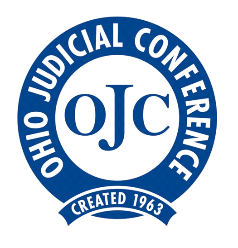 OHIO JUDICIAL CONFERENCE
OJC
CREATED 1963